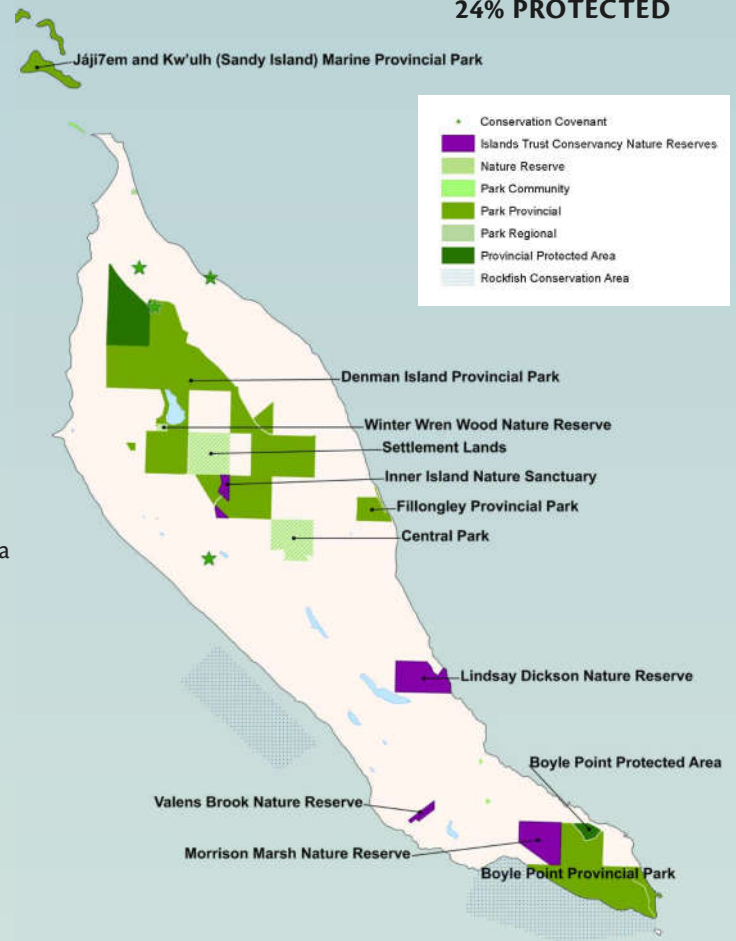 24% PROTECTED
Jáji7em and Kw'ulh (Sandy Island) Marine Provincial Park
Conservation Covenant
Islands Trust Conservancy Nature Reserves
Nature Reserve
Park Community
Park Provincial
Park Regional
Provincial Protected Area
Rockfish Conservation Area
Denman Island Provincial Park
Winter Wren Wood Nature Reserve
Settlement Lands
Inner Island Nature Sanctuary
Fillongley Provincial Park
Central Park
a
Lindsay Dickson Nature Reserve
Boyle Point Protected Area
Valens Brook Nature Reserve
Morrison Marsh Nature Reserve
Boyle Point Provincial Park